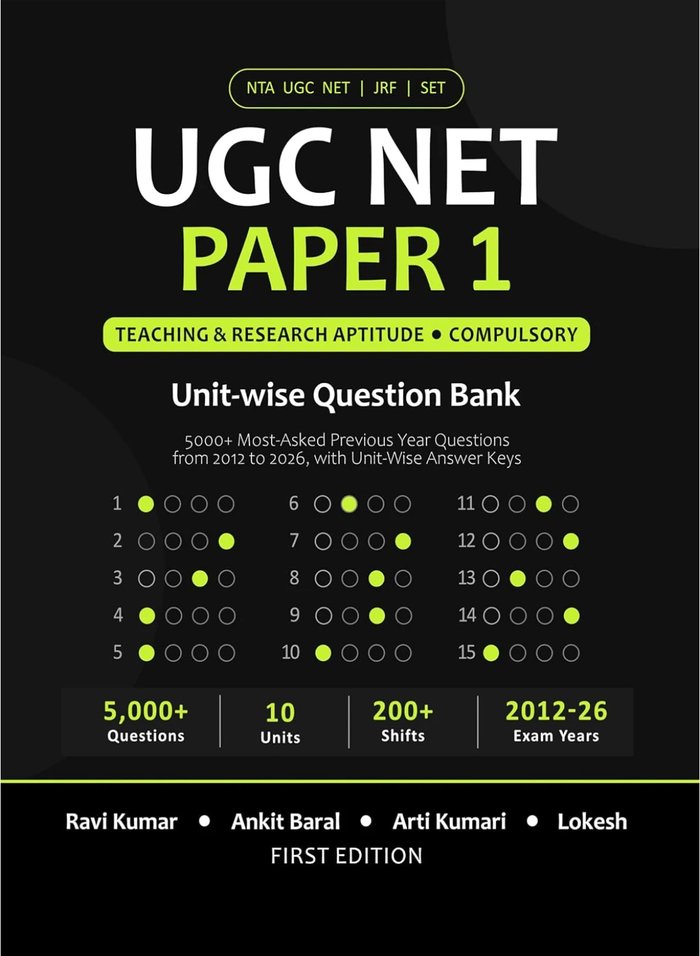 NTA UGC NET | JRF | SET
UGC NET
PAPER 1
TEACHING & RESEARCH APTITUDE ● COMPULSORY
Unit-wise Question Bank
5000+ Most-Asked Previous Year Questions
from 2012 to 2026, with Unit-Wise Answer Keys
1 6 11
2 7 12
3 8 13
4 9 14
5 10 15
5,000+ 10 200+ 2012-26
Questions Units Shifts Exam Years
Ravi Kumar ● Ankit Baral ● Arti Kumari ● Lokesh
FIRST EDITION